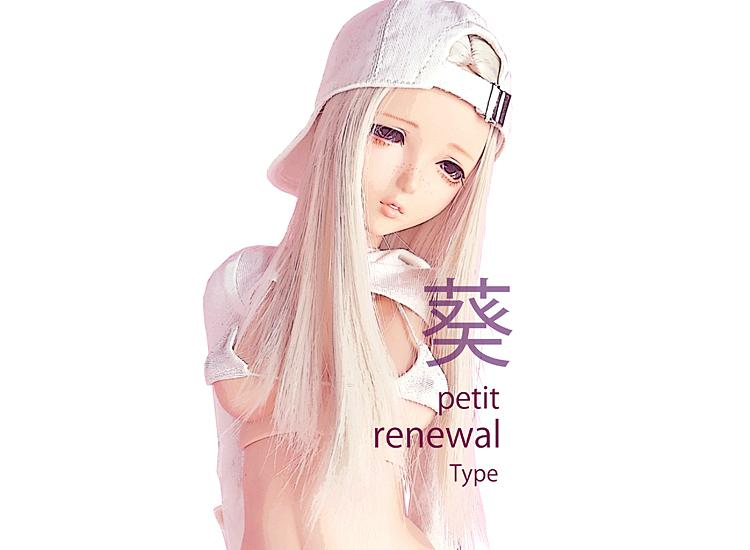 葵
petit
renewal
Type